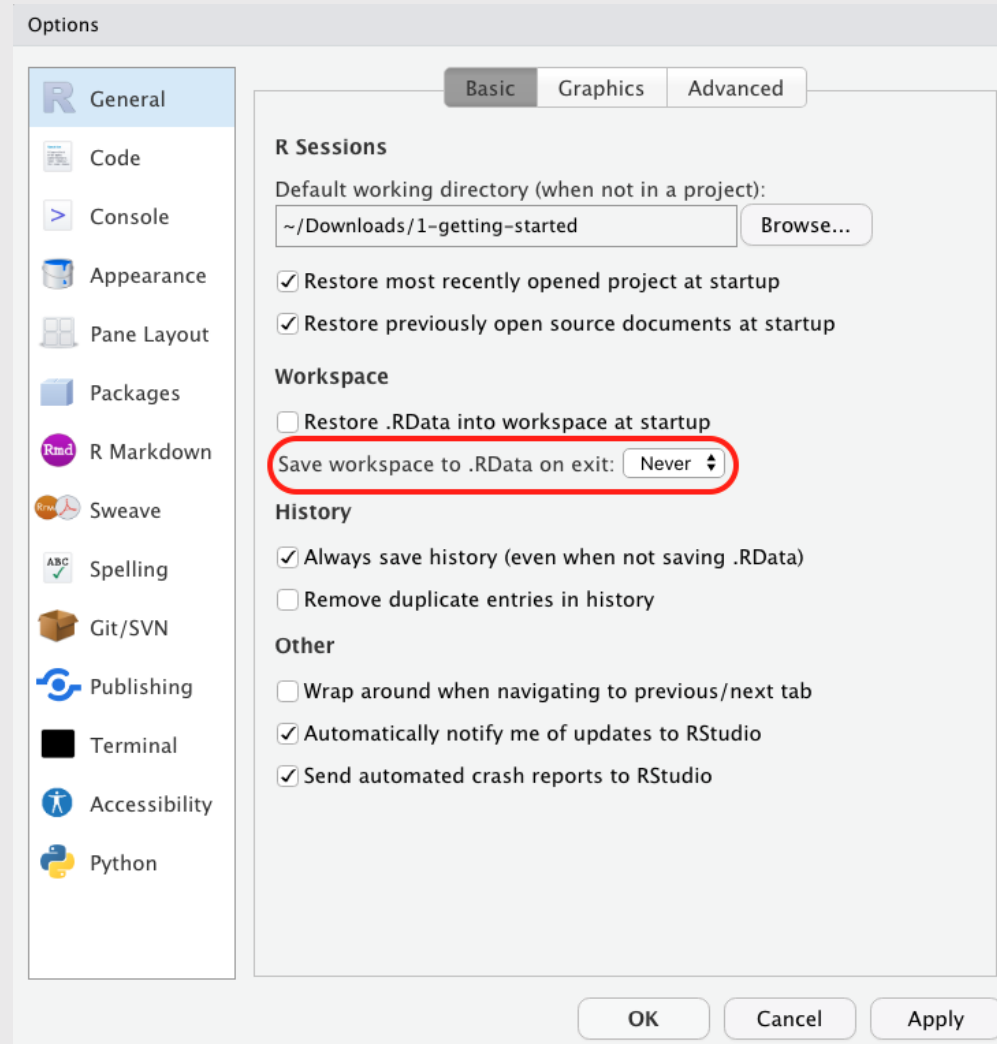 Options
General
Code
Console
Appearance
Pane Layout
Packages
Rmd R Markdown
Sweave
ABC Spelling
Git/SVN
Publishing
Terminal
Accessibility
Python
Basic Graphics Advanced
R Sessions
Default working directory (when not in a project):
~/Downloads/1-getting-started Browse...
Restore most recently opened project at startup
Restore previously open source documents at startup
Workspace
Restore .RData into workspace at startup
Save workspace to .RData on exit: Never
History
Always save history (even when not saving .RData)
Remove duplicate entries in history
Other
Wrap around when navigating to previous/next tab
Automatically notify me of updates to RStudio
Send automated crash reports to RStudio
OK Cancel Apply